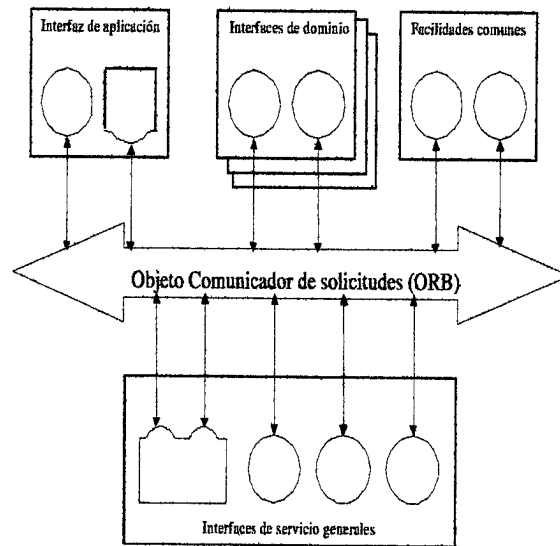 Interfaz de aplicación
Interfaces de dominio
Facilidades comunes
Objeto Comunicador de solicitudes (ORB)
Interfaces de servicio generales